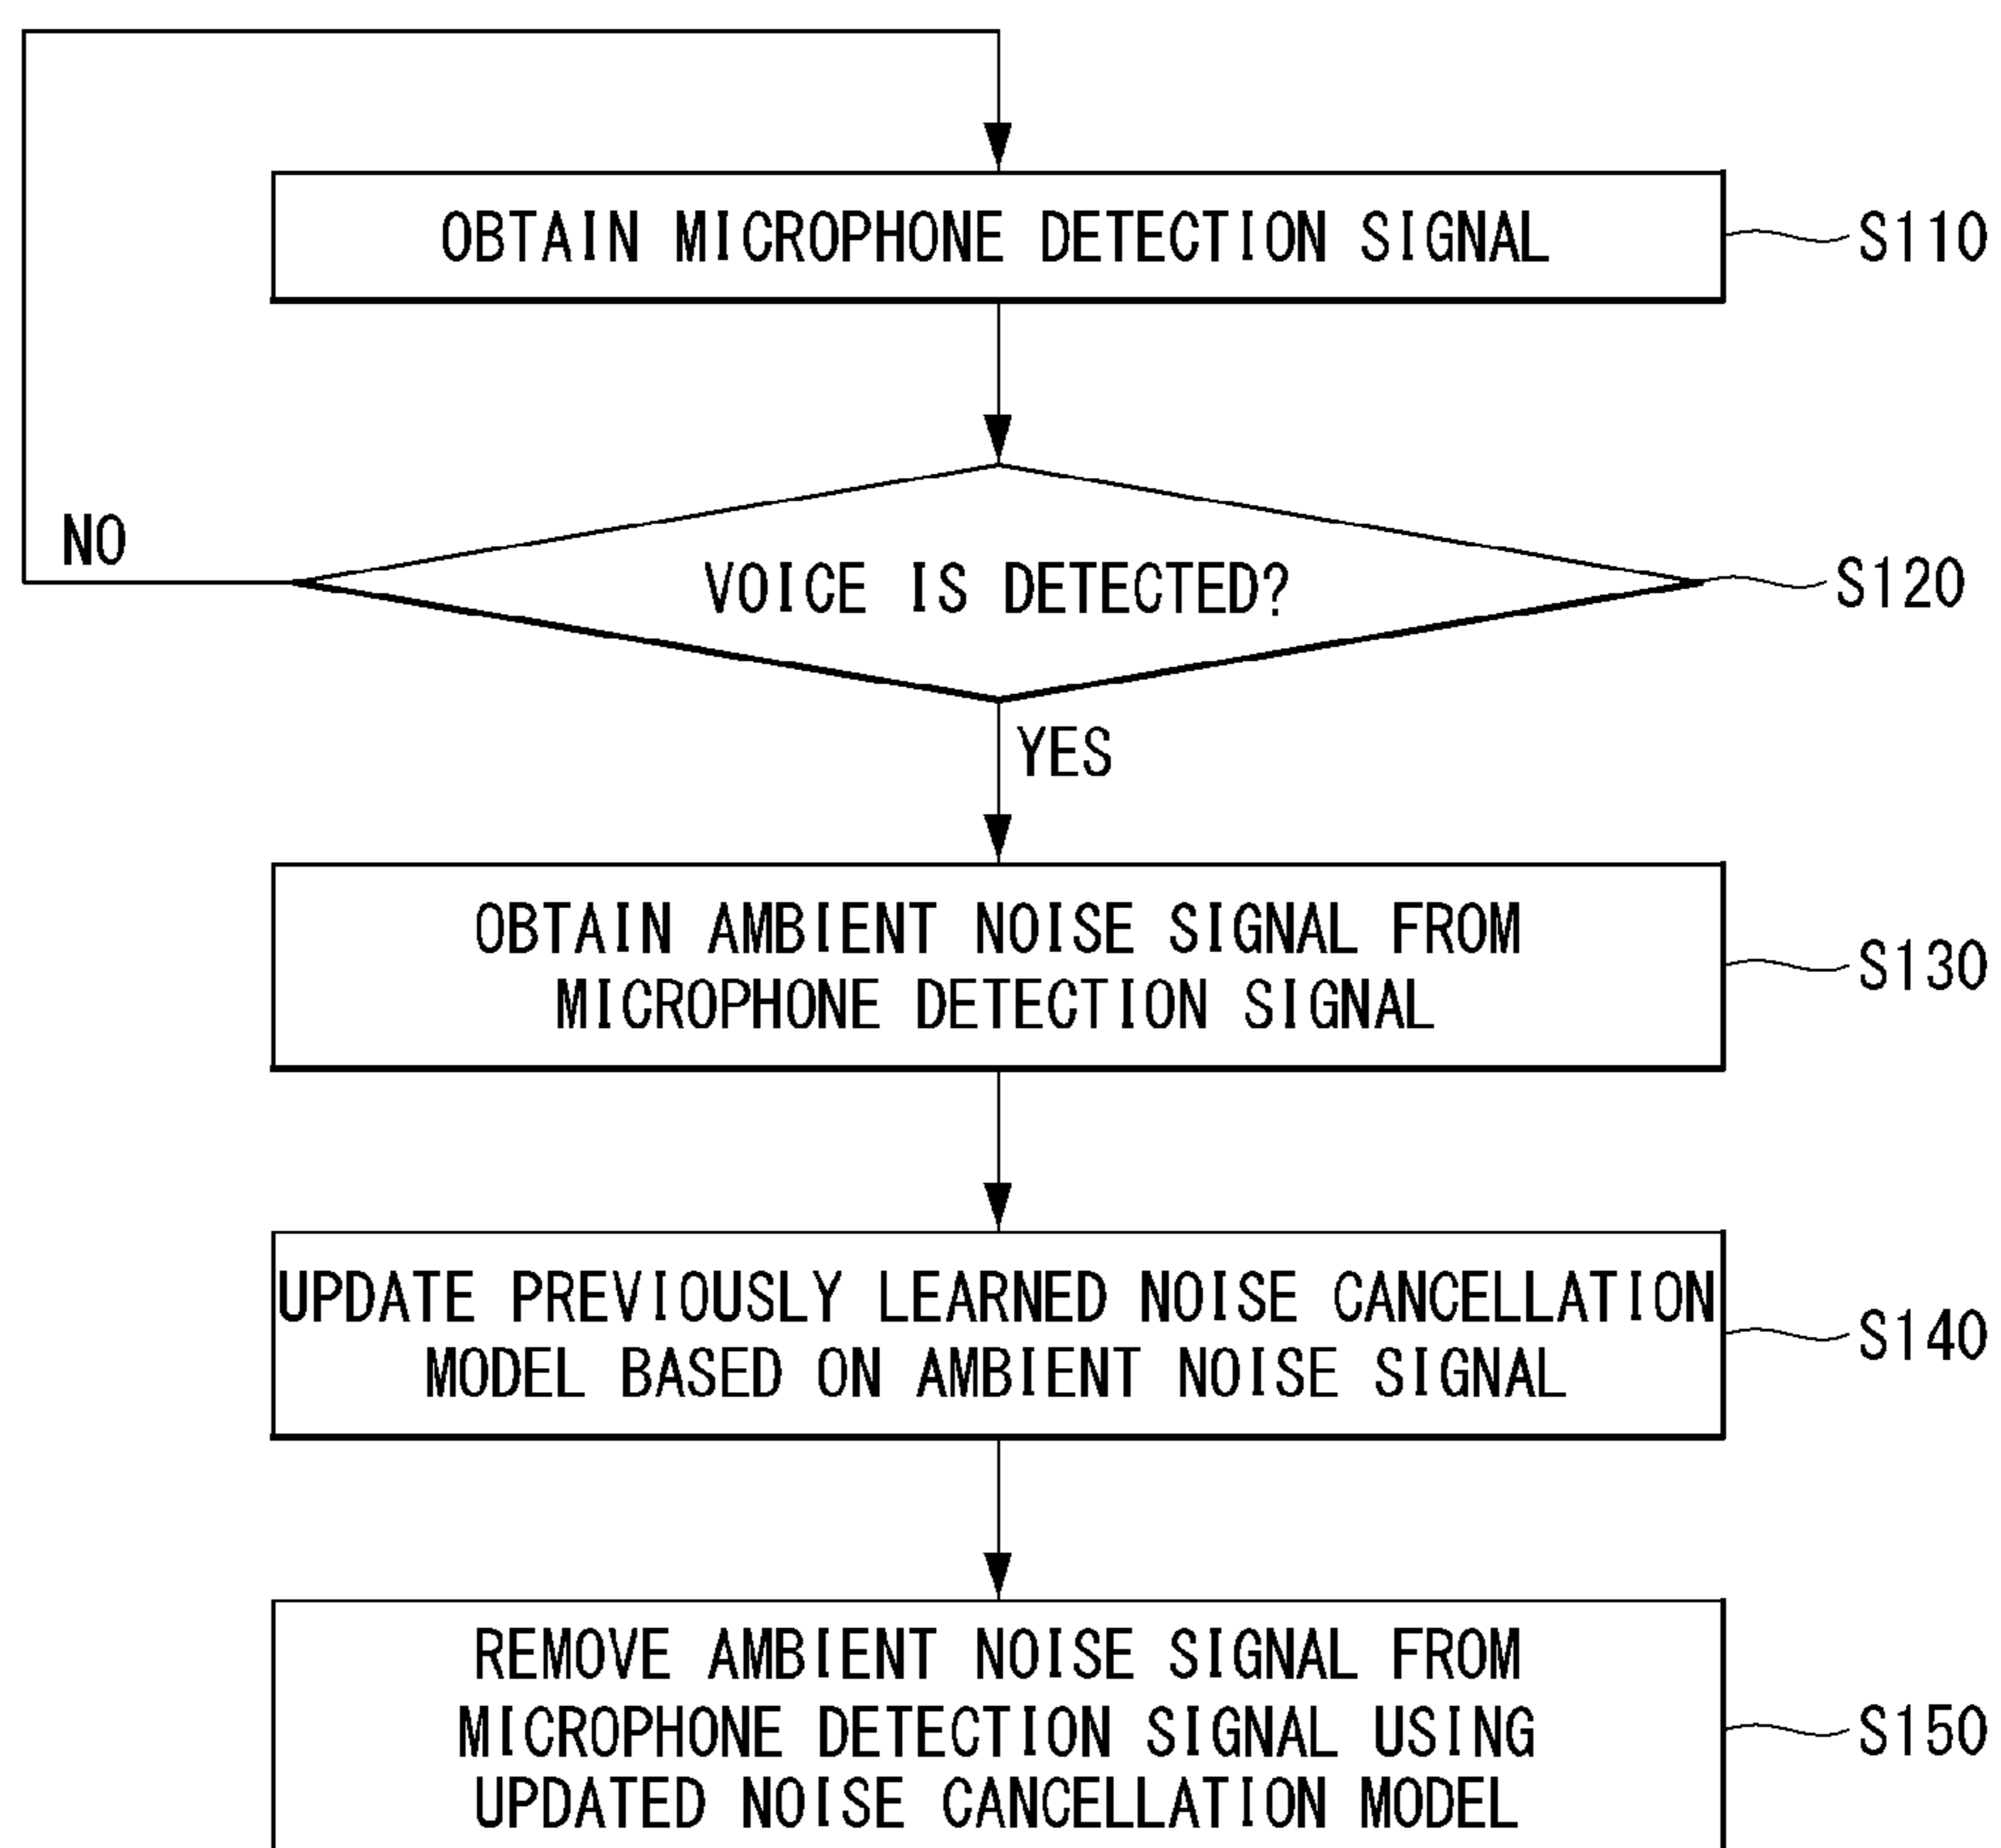 OBTAIN MICROPHONE DETECTION SIGNAL
S110
NO
VOICE IS DETECTED?
S120
YES
OBTAIN AMBIENT NOISE SIGNAL FROM
MICROPHONE DETECTION SIGNAL
S130
UPDATE PREVIOUSLY LEARNED NOISE CANCELLATION
MODEL BASED ON AMBIENT NOISE SIGNAL
S140
REMOVE AMBIENT NOISE SIGNAL FROM
MICROPHONE DETECTION SIGNAL USING
UPDATED NOISE CANCELLATION MODEL
S150